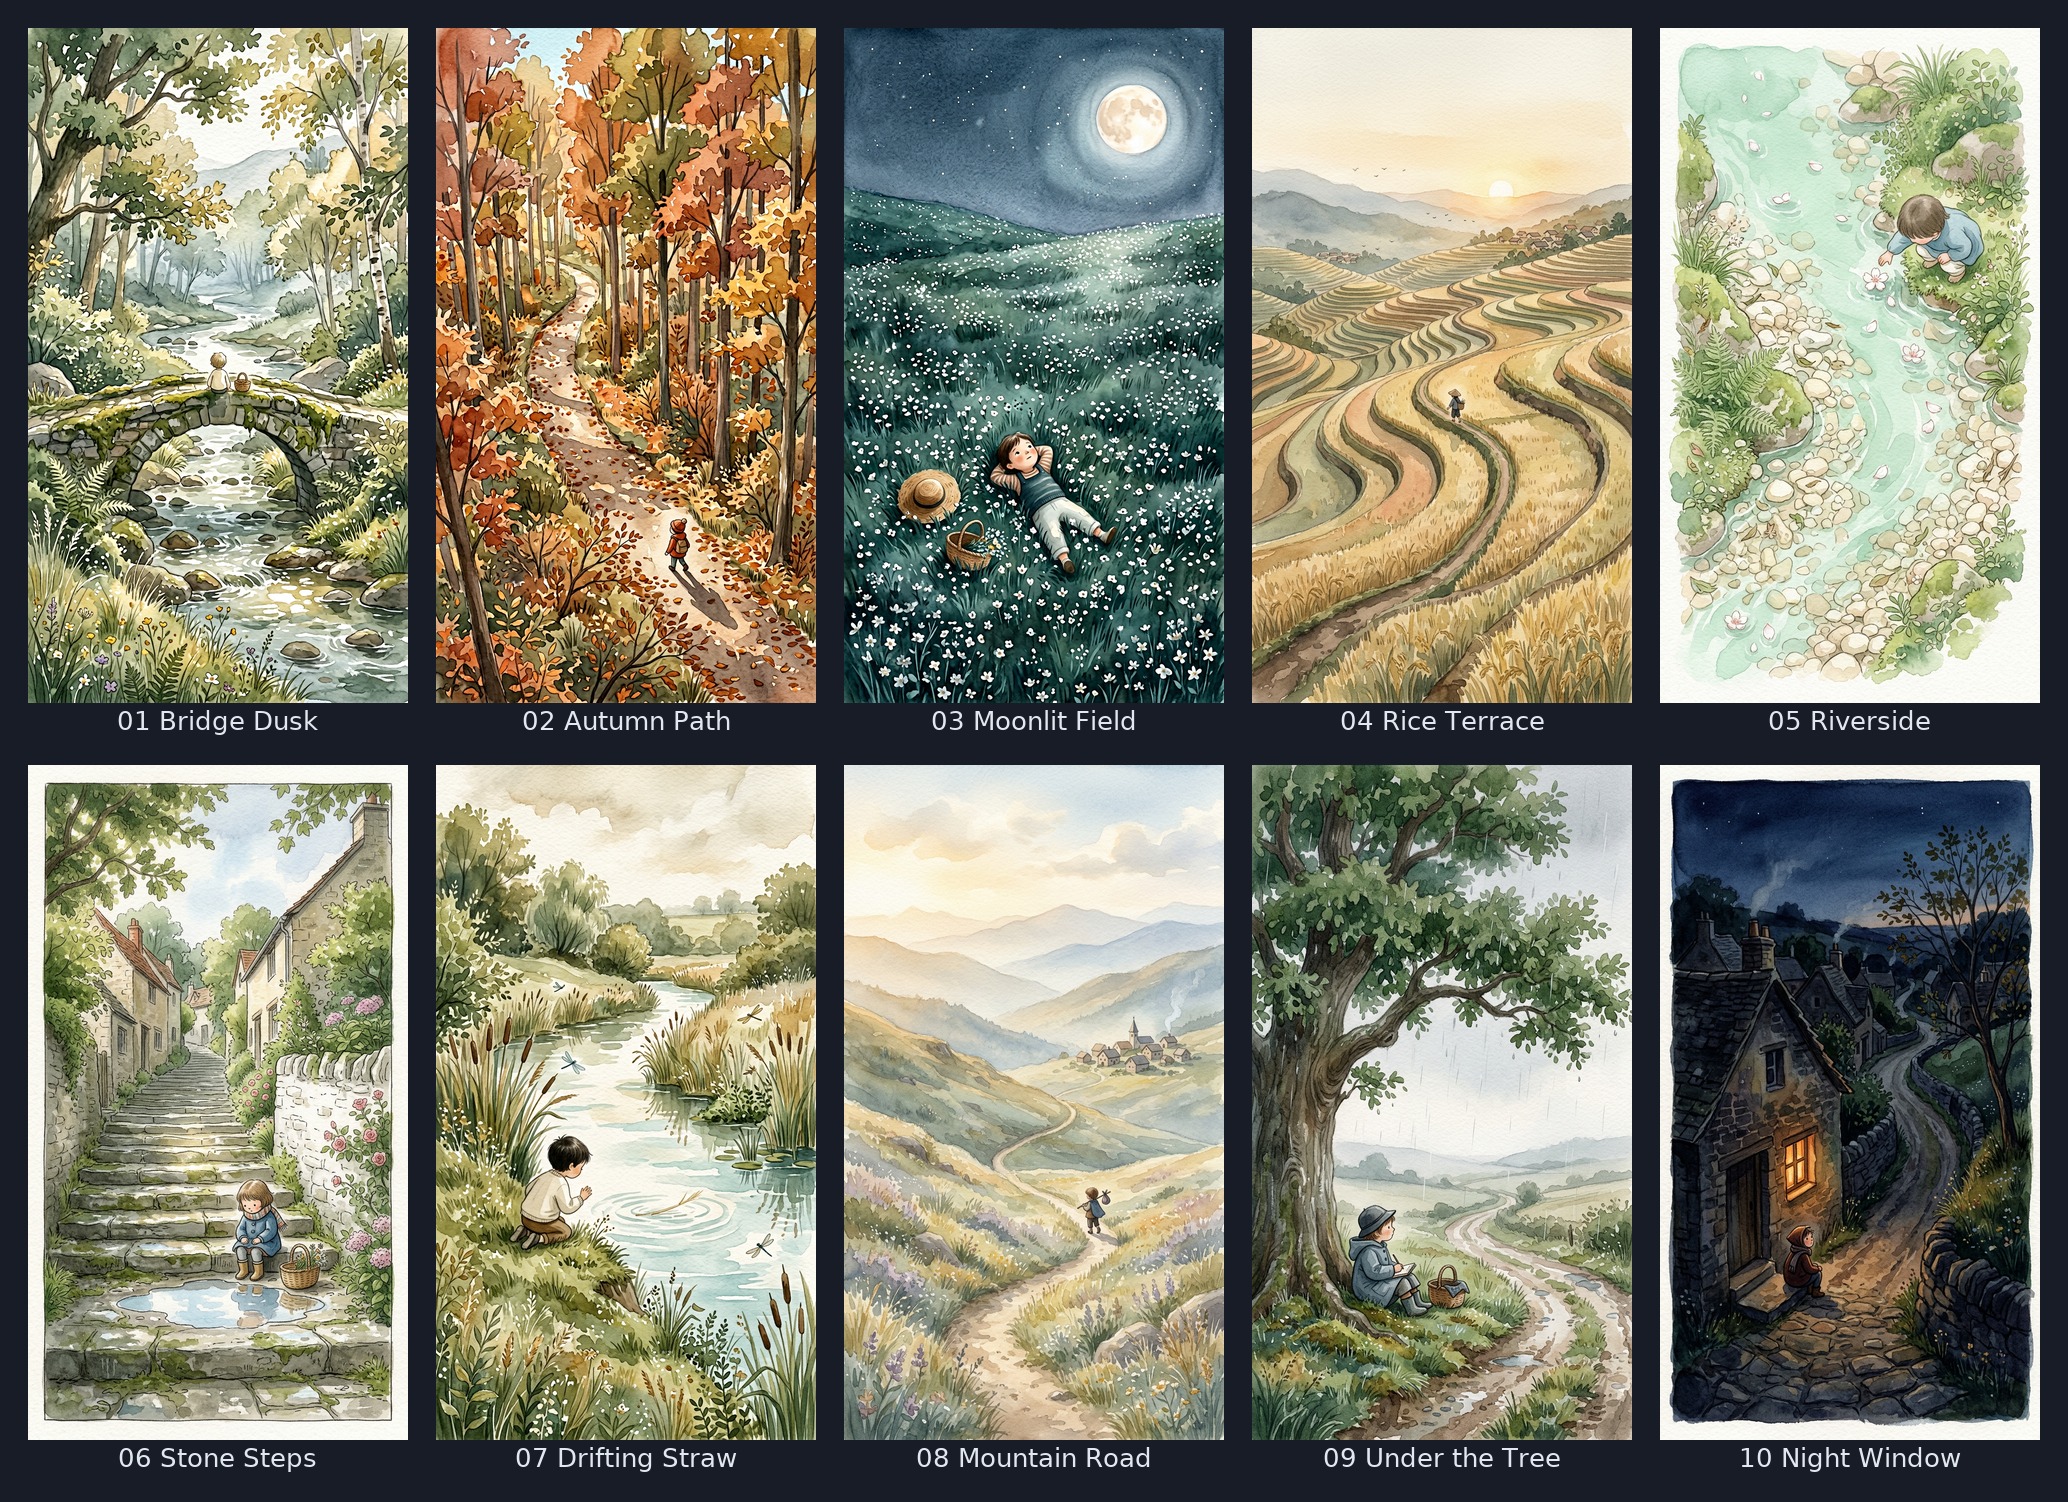 01 Bridge Dusk
02 Autumn Path
03 Moonlit Field
04 Rice Terrace
05 Riverside
06 Stone Steps
07 Drifting Straw
08 Mountain Road
09 Under the Tree
10 Night Window